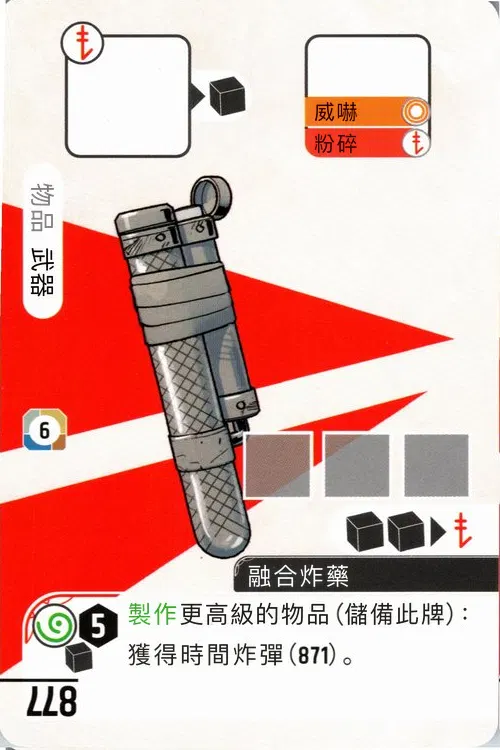 威嚇
粉碎
物品 武器
6
融合炸藥
5
製作更高級的物品(儲備此牌)：
獲得時間炸彈(871)。
877